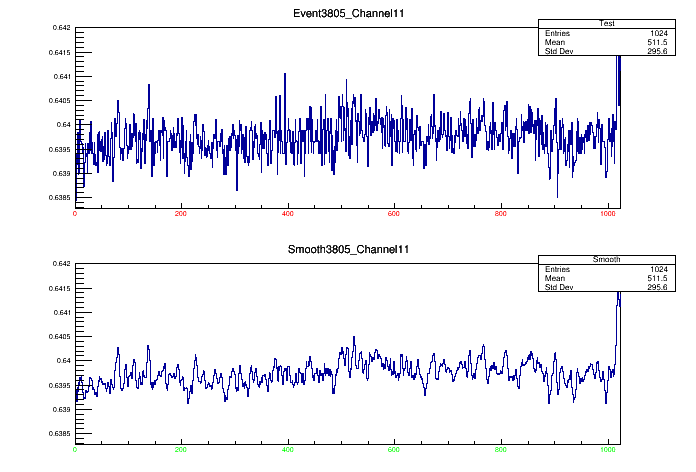 Event3805_Channel11
Test
Entries 1024
Mean 511.5
Std Dev 295.6
0.642
0.6415
0.641
0.6405
0.64
0.6395
0.639
0.6385
0 200 400 600 800 1000
Smooth3805_Channel11
Smooth
Entries 1024
Mean 511.5
Std Dev 295.6
0.642
0.6415
0.641
0.6405
0.64
0.6395
0.639
0.6385
0 200 400 600 800 1000